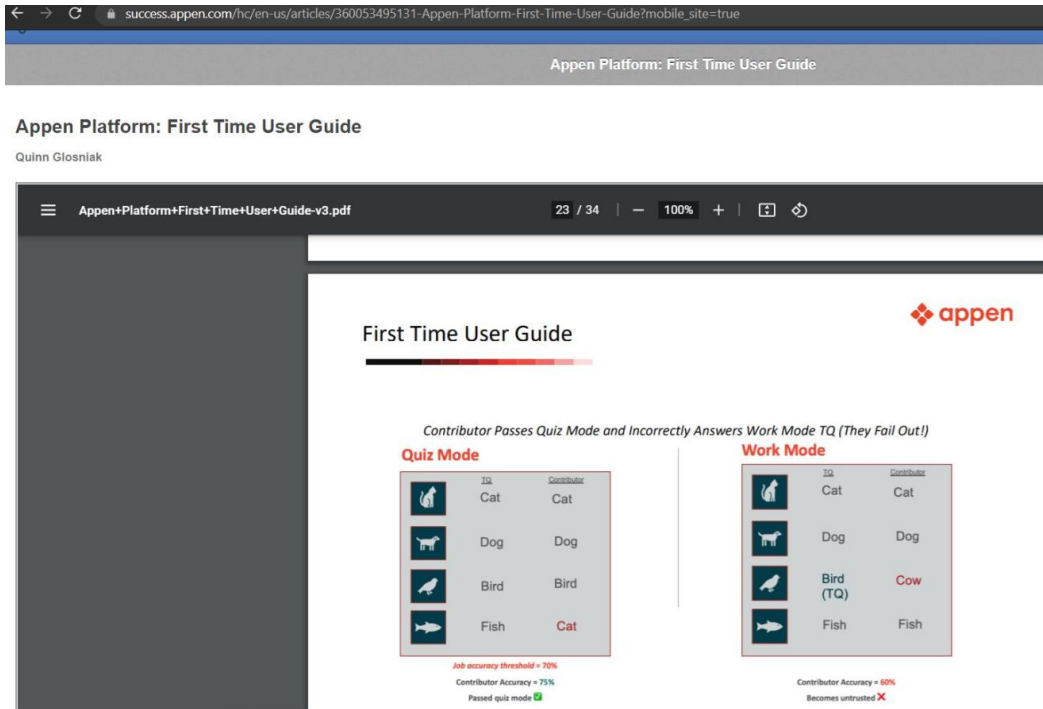 success.appen.com/hc/en-us/articles/360053495131-Appen-Platform-First-Time-User-Guide?mobile_site=true
Appen Platform: First Time User Guide
Appen Platform: First Time User Guide
Quinn Glosniak
Appen+Platform+First+Time+User+Guide-v3.pdf 23 / 34 100%
appen
First Time User Guide
Contributor Passes Quiz Mode and Incorrectly Answers Work Mode TQ (They Fail Out!)
Quiz Mode
TQ Contributor
Cat Cat
Dog Dog
Bird Bird
Fish Cat
Job accuracy threshold = 70%
Contributor Accuracy = 75%
Passed quiz mode
Work Mode
TQ Contributor
Cat Cat
Dog Dog
Bird Cow
(TQ)
Fish Fish
Contributor Accuracy = 60%
Becomes untrusted